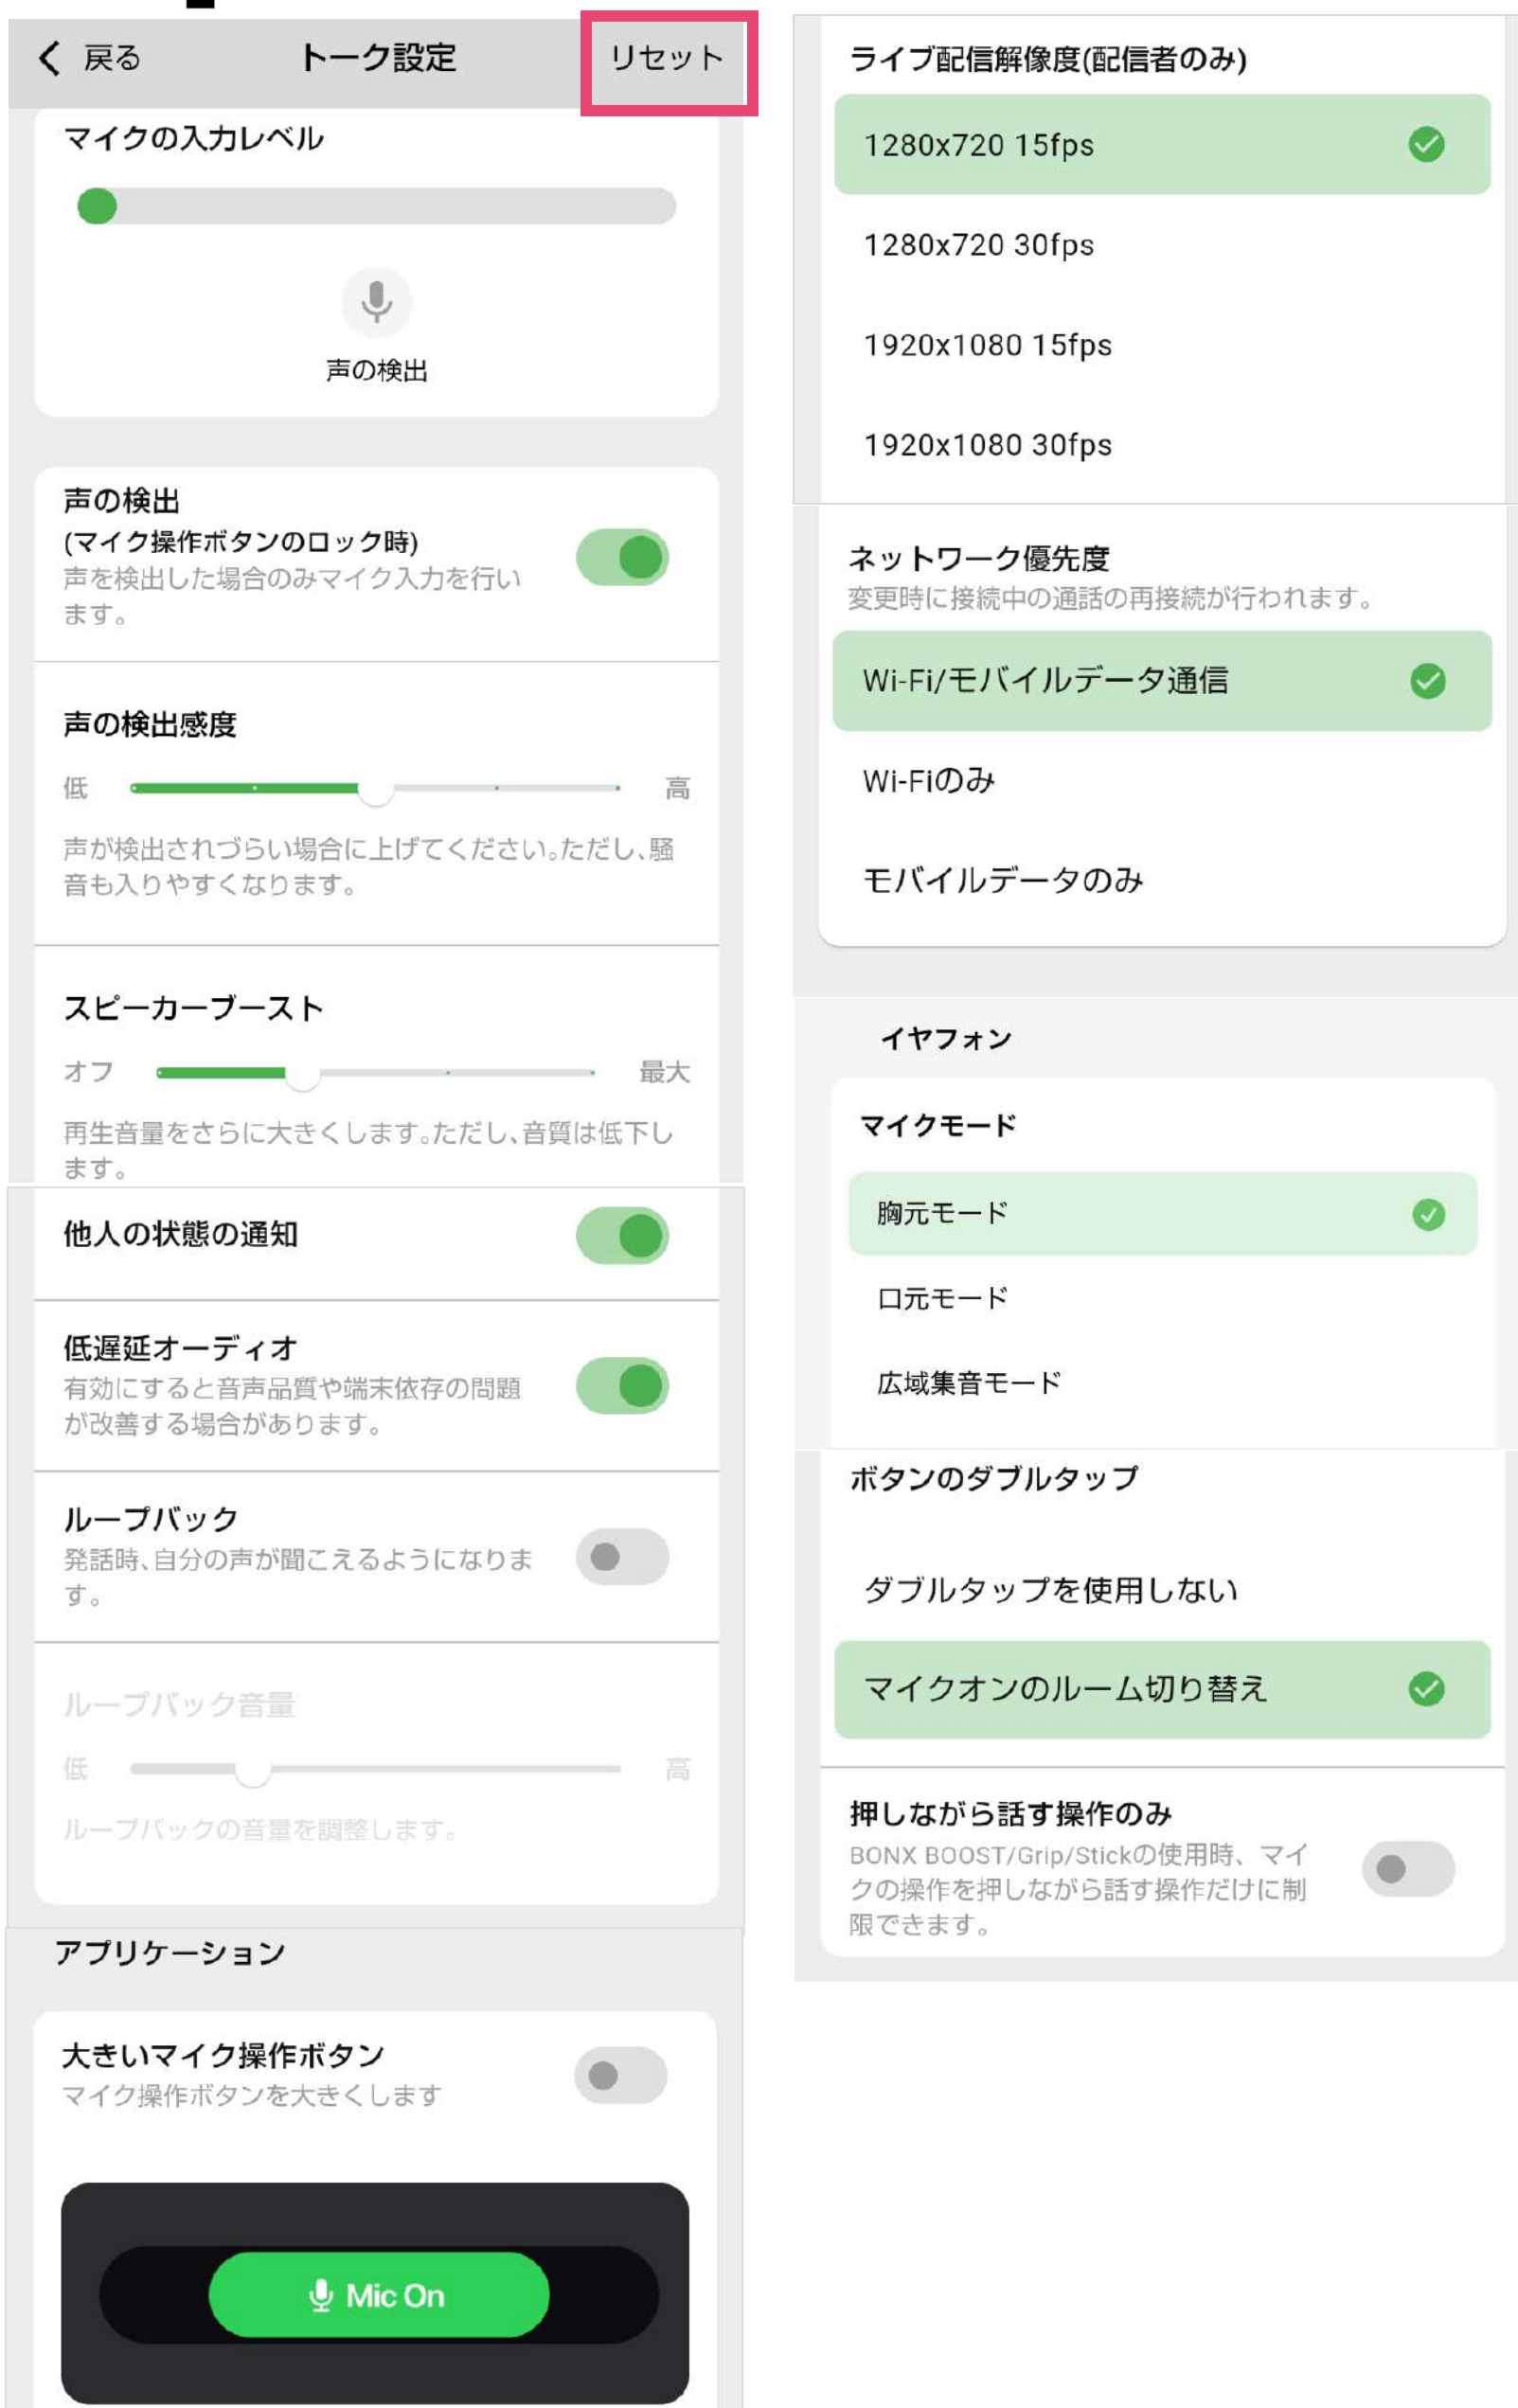 戻る
トーク設定
リセット
マイクの入力レベル
声の検出
声の検出
(マイク操作ボタンのロック時)
声を検出した場合のみマイク入力を行い
ます。
声の検出感度
低
高
声が検出されづらい場合に上げてください。ただし、騒
音も入りやすくなります。
スピーカーブースト
オフ
最大
再生音量をさらに大きくします。ただし、音質は低下し
ます。
他人の状態の通知
低遅延オーディオ
有効にすると音声品質や端末依存の問題
が改善する場合があります。
ループバック
発話時、自分の声が聞こえるようになりま
す。
ループバック音量
低
高
ループバックの音量を調整します。
アプリケーション
大きいマイク操作ボタン
マイク操作ボタンを大きくします
Mic On
ライブ配信解像度(配信者のみ)
1280x720 15fps
1280x720 30fps
1920x1080 15fps
1920x1080 30fps
ネットワーク優先度
変更時に接続中の通話の再接続が行われます。
Wi-Fi/モバイルデータ通信
Wi-Fiのみ
モバイルデータのみ
イヤフォン
マイクモード
胸元モード
口元モード
広域集音モード
ボタンのダブルタップ
ダブルタップを使用しない
マイクオンのルーム切り替え
押しながら話す操作のみ
BONX BOOST/Grip/Stickの使用時、マイ
クの操作を押しながら話す操作だけに制
限できます。